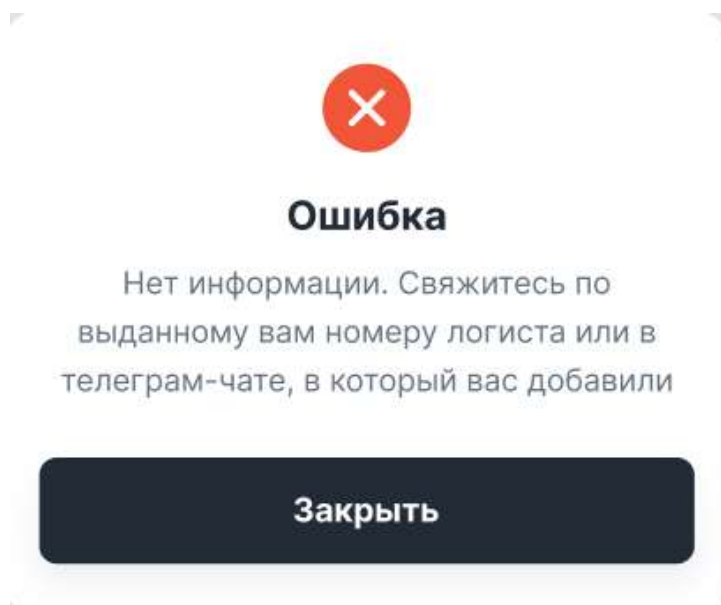 Ошибка
Нет информации. Свяжитесь по
выданному вам номеру логиста или в
телеграм-чате, в который вас добавили
Закрыть